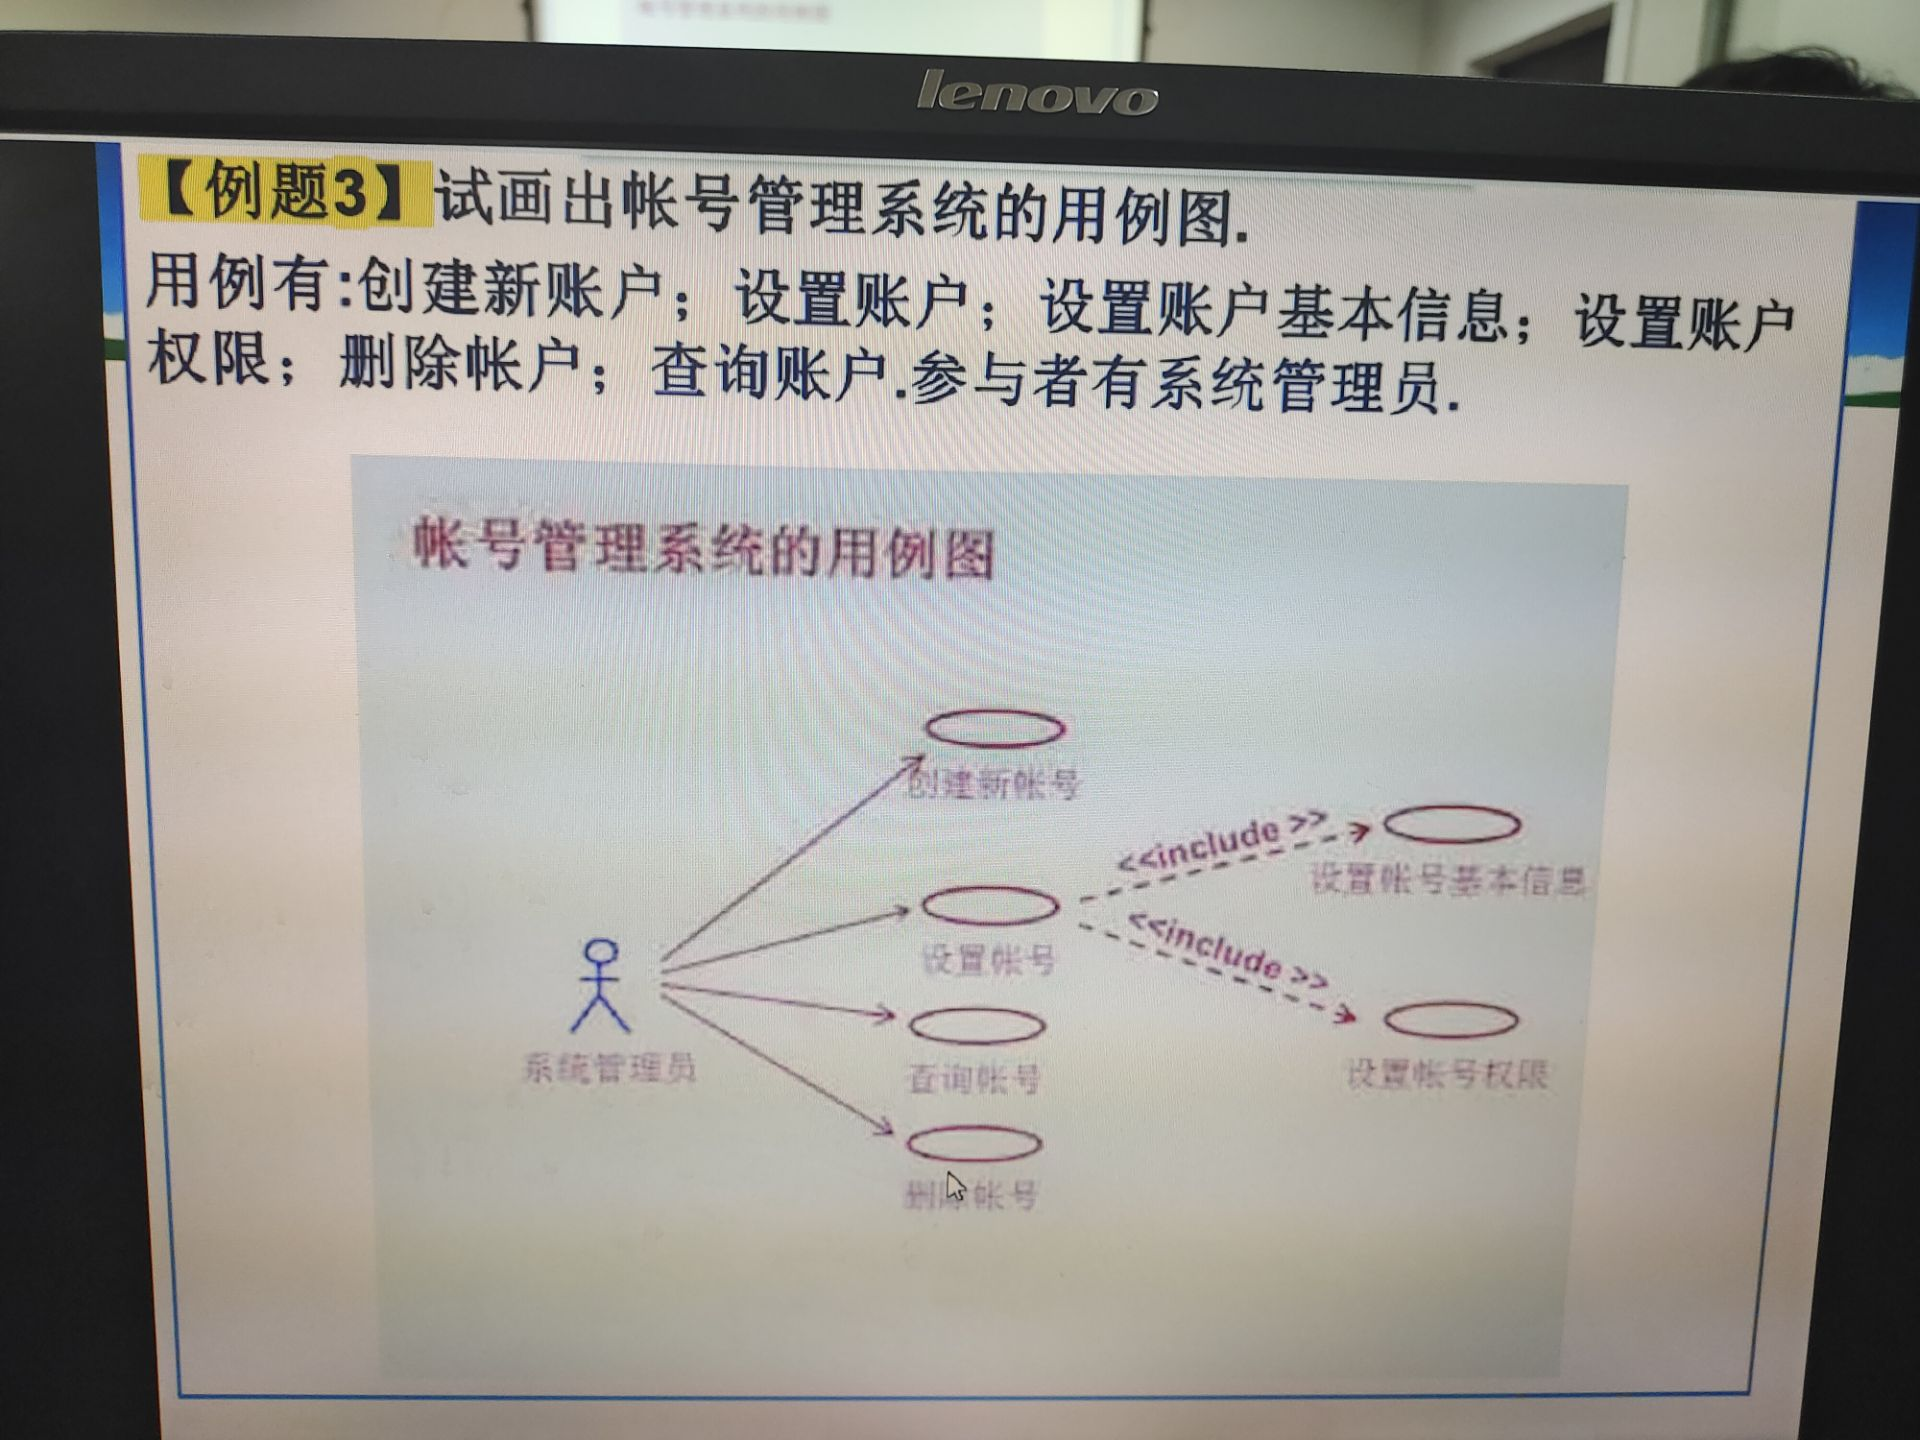 lenovo
【例题3】试画出帐号管理系统的用例图.
用例有:创建新账户；设置账户；设置账户基本信息；设置账户
权限；删除帐户；查询账户.参与者有系统管理员.
帐号管理系统的用例图
创建新帐号
<<include >>
设置帐号基本信息
设置帐号
<<include >>
系统管理员
查询帐号
设置帐号权限
删除帐号